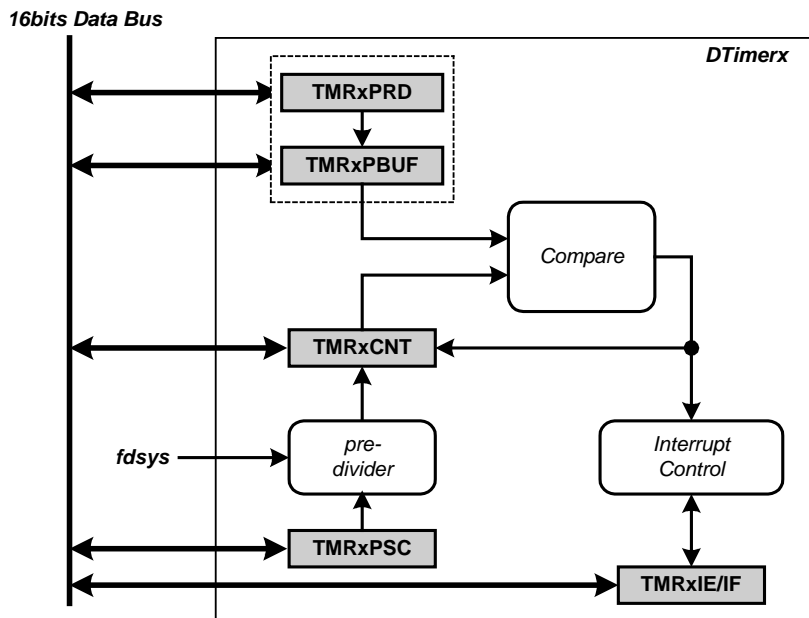 16bits Data Bus
DTimerx
TMRxPRD
TMRxPBUF
Compare
TMRxCNT
fdsys
pre-
divider
Interrupt
Control
TMRxPSC
TMRxIE/IF